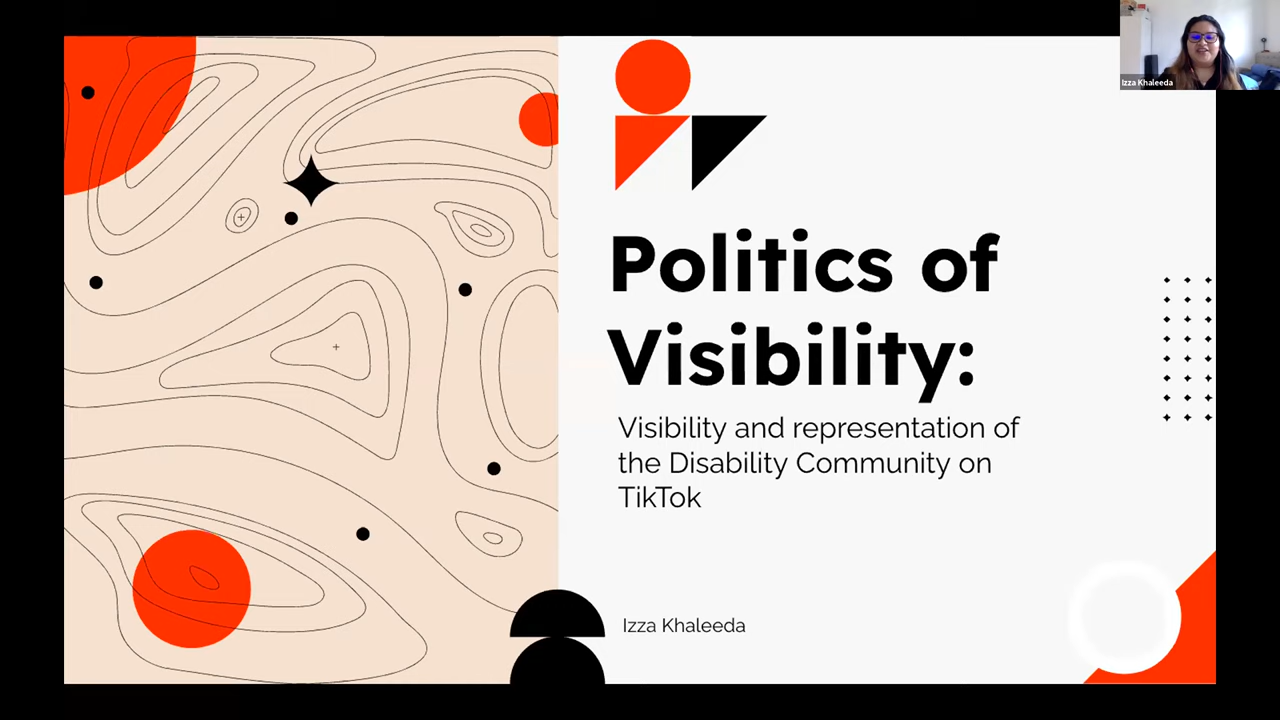 Izza Khaleeda
Politics of
Visibility:
Visibility and representation of
the Disability Community on
TikTok
Izza Khaleeda